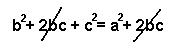 b²+ 2bc + c²= a²+ 2bc